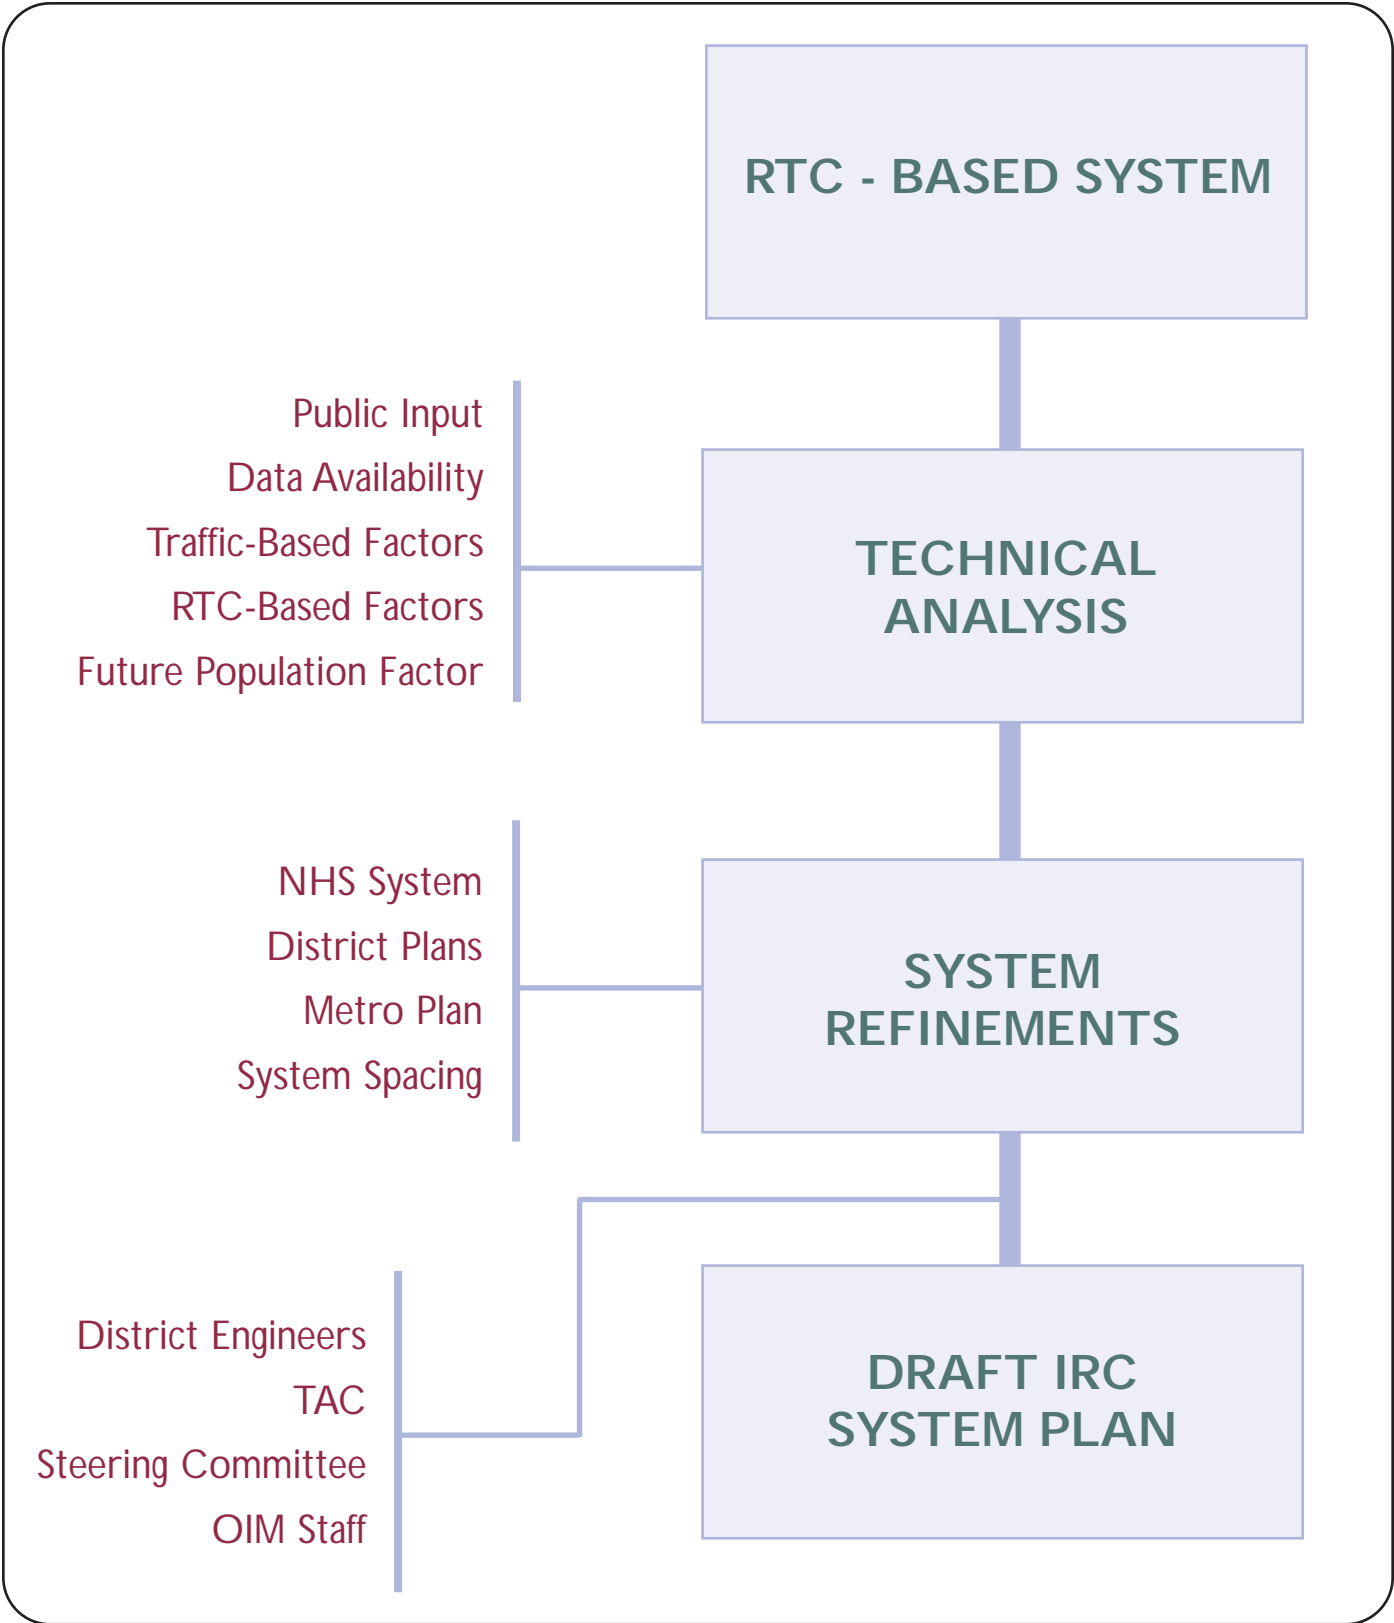 RTC - BASED SYSTEM
Public Input
Data Availability
Traffic-Based Factors
RTC-Based Factors
Future Population Factor
TECHNICAL
ANALYSIS
NHS System
District Plans
Metro Plan
System Spacing
SYSTEM
REFINEMENTS
District Engineers
TAC
Steering Committee
OIM Staff
DRAFT IRC
SYSTEM PLAN